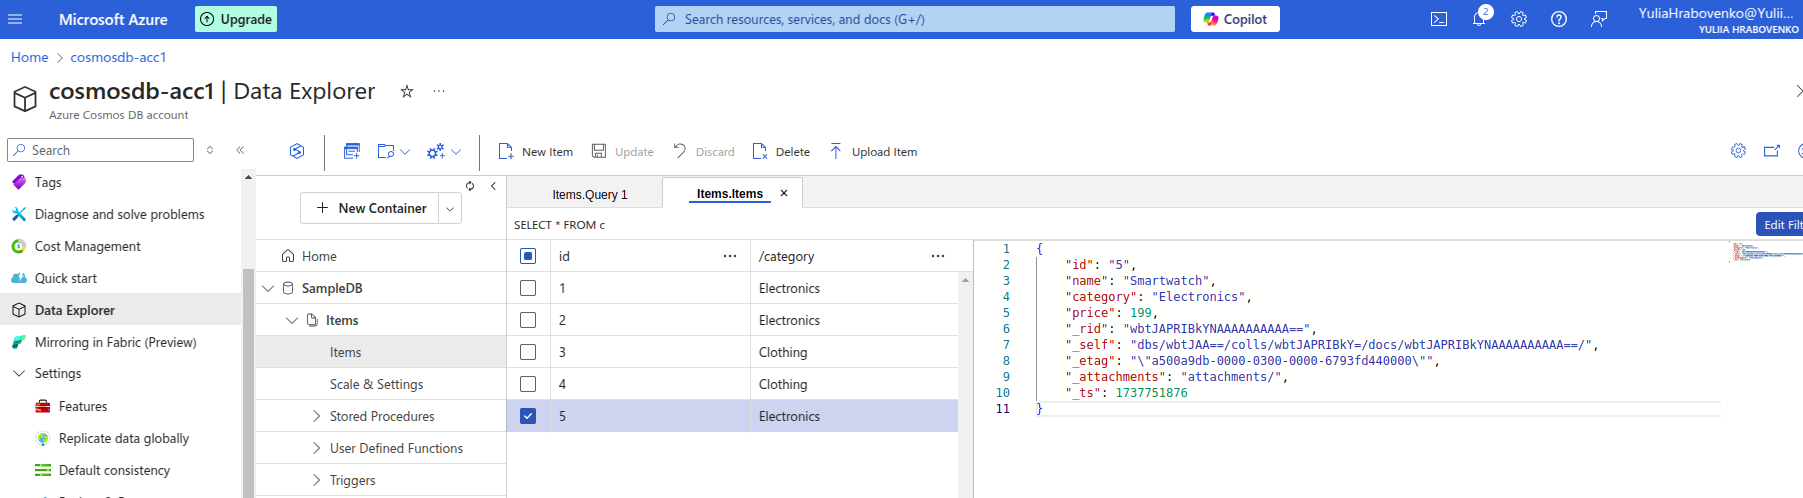 Microsoft Azure
Upgrade
Search resources, services, and docs (G+/)
Copilot
2
YuliaHrabovenko@Yulii...
YULIIA HRABOVENKO
Home > cosmosdb-acc1
cosmosdb-acc1 | Data Explorer
...
Azure Cosmos DB account
Search
New Item
Update
Discard
Delete
Upload Item
Tags
Diagnose and solve problems
Cost Management
Quick start
Data Explorer
Mirroring in Fabric (Preview)
Settings
Features
Replicate data globally
Default consistency
New Container
Home
SampleDB
Items
Items
Scale & Settings
Stored Procedures
User Defined Functions
Triggers
Items.Query 1
Items.Items
SELECT * FROM c
Edit Filt
id ... /category ...
1 Electronics
2 Electronics
3 Clothing
4 Clothing
5 Electronics
1 {
2 "id": "5",
3 "name": "Smartwatch",
4 "category": "Electronics",
5 "price": 199,
6 "_rid": "wbtJAPRIBkYNAAAAAAAAAA==",
7 "_self": "dbs/wbtJAA==/colls/wbtJAPRIBkY=/docs/wbtJAPRIBkYNAAAAAAAAAA==/",
8 "_etag": "\"a500a9db-0000-0300-0000-6793fd440000\"",
9 "_attachments": "attachments/",
10 "_ts": 1737751876
11 }